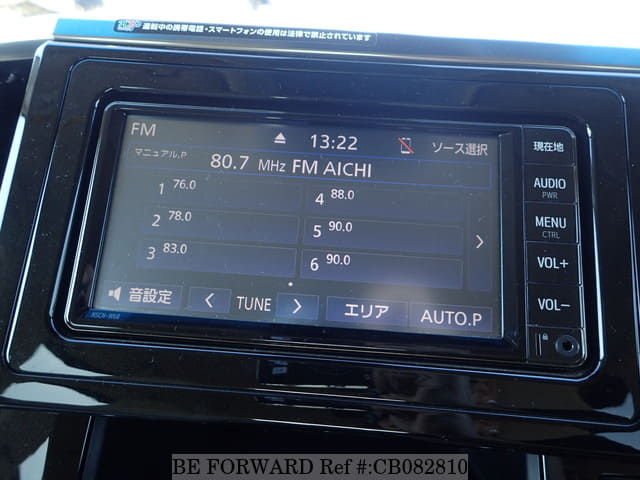 運転中の携帯電話・スマートフォンの使用は法律で禁止されています
FM
13:22
ソース選択
マニュアル.P
80.7 MHz FM AICHI
1 76.0
4 88.0
2 78.0
5 90.0
3 83.0
6 90.0
音設定
TUNE
エリア
AUTO.P
NSCN-W68
現在地
AUDIO
PWR
MENU
CTRL
VOL+
VOL-
BE FORWARD Ref #:CB082810